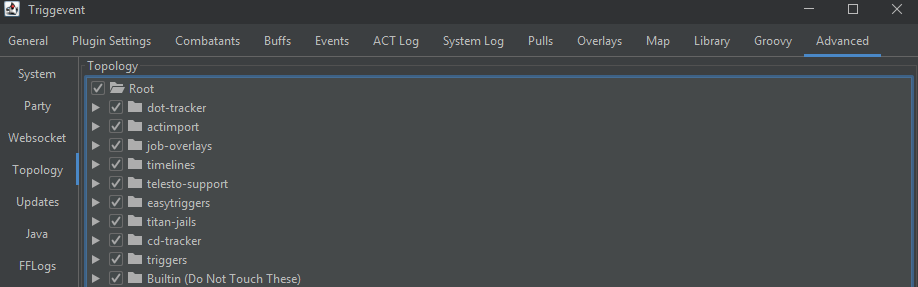 Triggevent
General Plugin Settings Combatants Buffs Events ACT Log System Log Pulls Overlays Map Library Groovy Advanced
System
Party
Websocket
Topology
Updates
Java
FFLogs
Topology
Root
dot-tracker
actimport
job-overlays
timelines
telesto-support
easytriggers
titan-jails
cd-tracker
triggers
Builtin (Do Not Touch These)